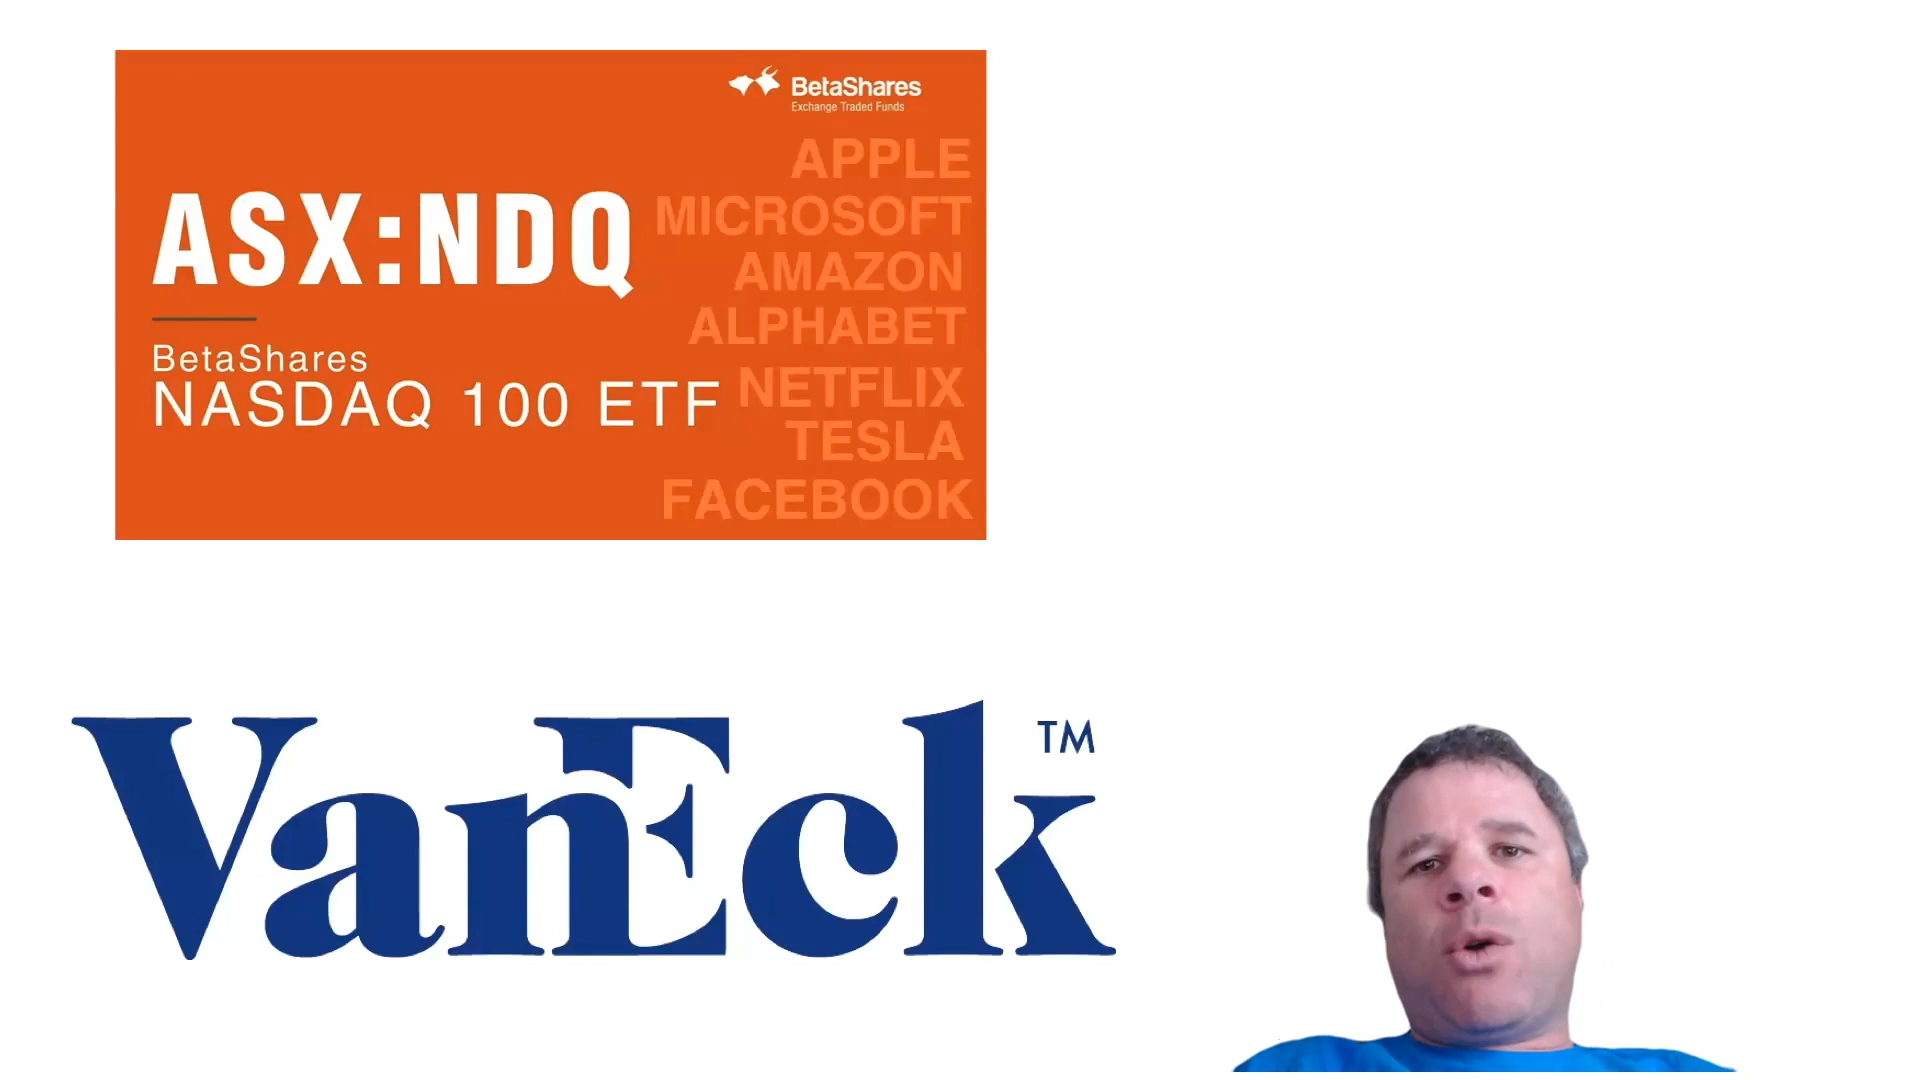 BetaShares
Exchange Traded Funds
APPLE
MICROSOFT
ASX:NDQ
AMAZON
ALPHABET
BetaShares
NASDAQ 100 ETF
NETFLIX
TESLA
FACEBOOK
VanEck™